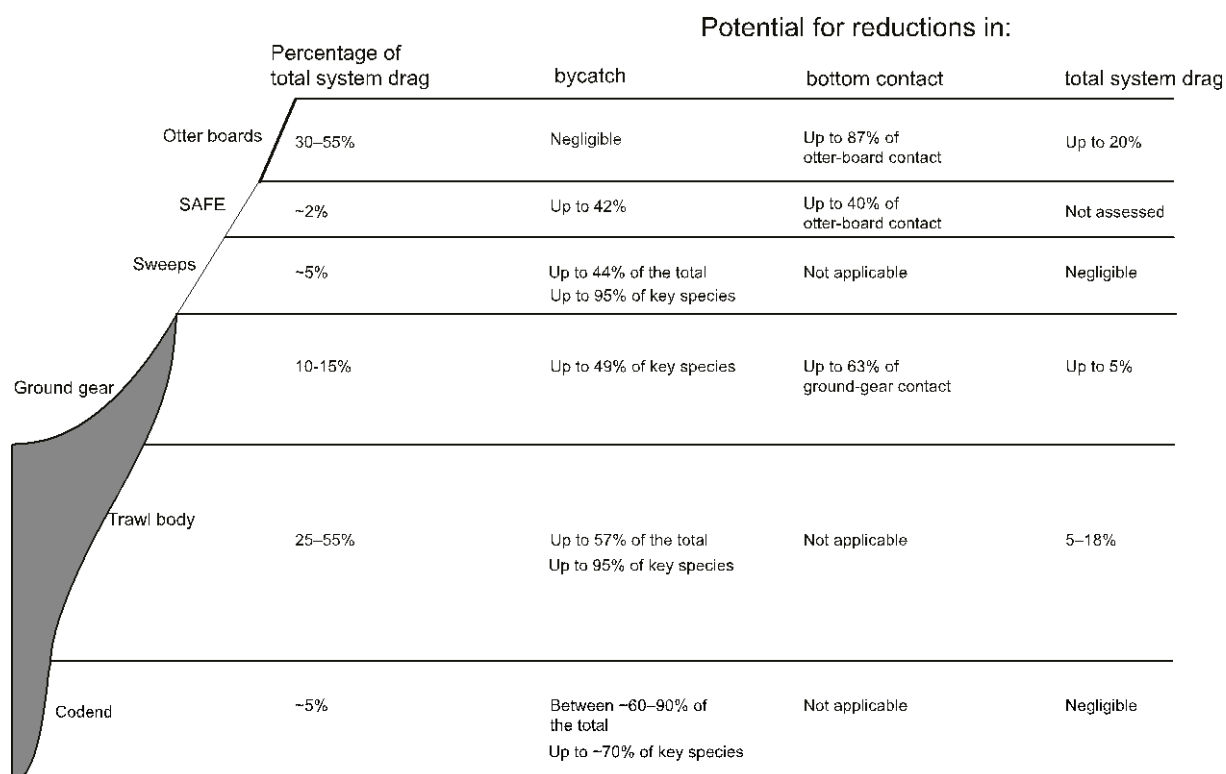 Potential for reductions in:
Percentage of
total system drag
bycatch
bottom contact
total system drag
Otter boards
30–55%
Negligible
Up to 87% of
otter-board contact
Up to 20%
SAFE
~2%
Up to 42%
Up to 40% of
otter-board contact
Not assessed
Sweeps
~5%
Up to 44% of the total
Up to 95% of key species
Not applicable
Negligible
Ground gear
10-15%
Up to 49% of key species
Up to 63% of
ground-gear contact
Up to 5%
Trawl body
25–55%
Up to 57% of the total
Up to 95% of key species
Not applicable
5–18%
Codend
~5%
Between ~60–90% of
the total
Up to ~70% of key species
Not applicable
Negligible